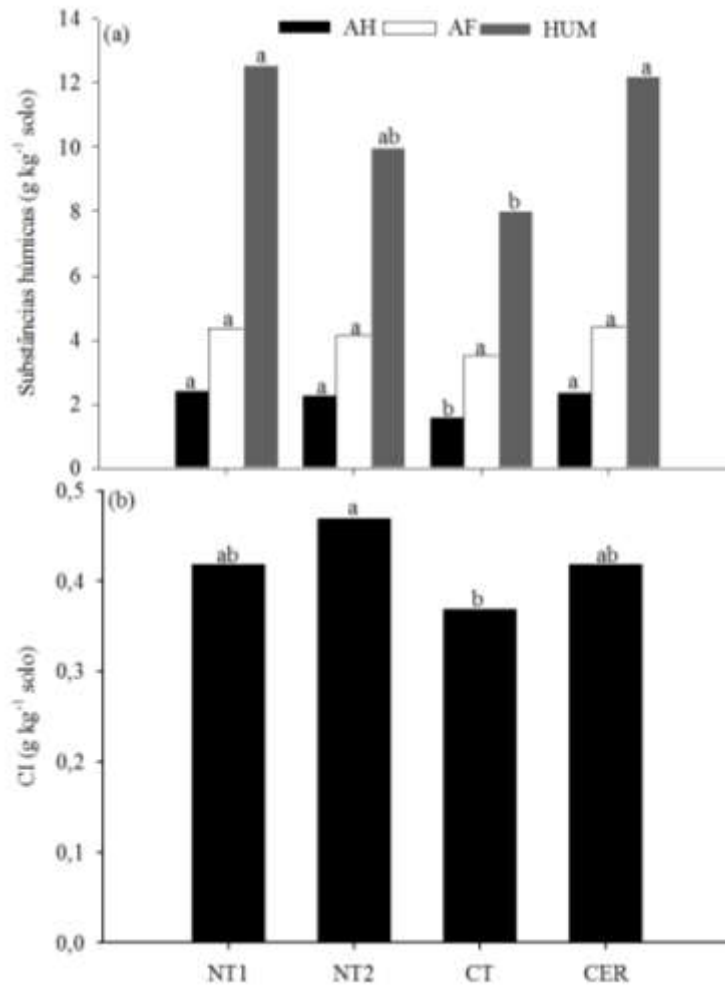 (a) AH AF HUM
Substâncias húmicas (g kg⁻¹ solo)
14
12
10
8
6
4
2
0
a a a
a a ab
b a b
a a a
(b)
CI (g kg⁻¹ solo)
0,5
0,4
0,3
0,2
0,1
0,0
ab a b ab
NT1 NT2 CT CER